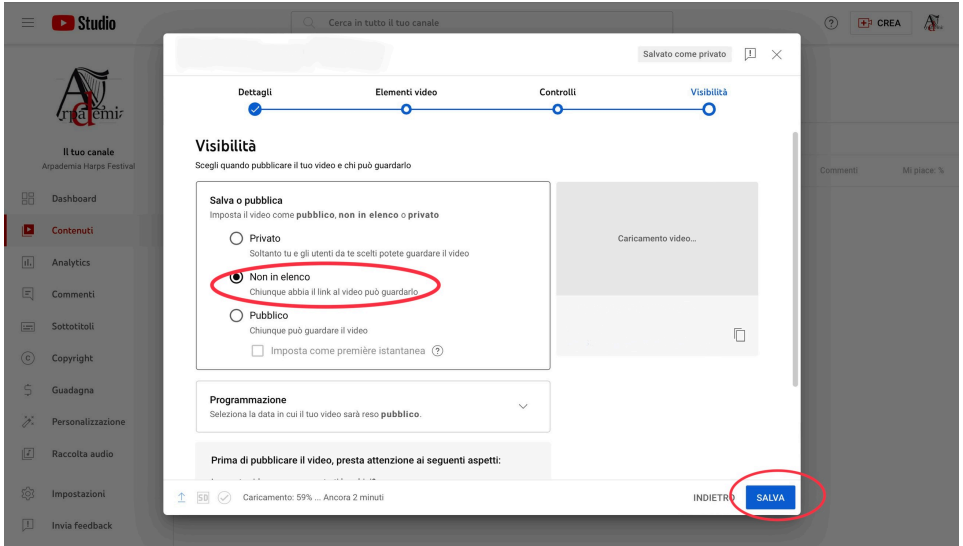 Studio
Cerca in tutto il tuo canale
CREA
Salvato come privato
Dettagli
Elementi video
Controlli
Visibilità
Arpademia
Il tuo canale
Arpademia Harps Festival
Dashboard
Contenuti
Analytics
Commenti
Sottotitoli
Copyright
Guadagna
Personalizzazione
Raccolta audio
Impostazioni
Invia feedback
Visibilità
Scegli quando pubblicare il tuo video e chi può guardarlo
Salva o pubblica
Imposta il video come pubblico, non in elenco o privato
Privato
Soltanto tu e gli utenti da te scelti potete guardare il video
Non in elenco
Chiunque abbia il link al video può guardarlo
Pubblico
Chiunque può guardare il video
Imposta come première istantanea
Caricamento video...
Programmazione
Seleziona la data in cui il tuo video sarà reso pubblico.
Prima di pubblicare il video, presta attenzione ai seguenti aspetti:
SD
Caricamento: 59% ... Ancora 2 minuti
INDIETRO
SALVA
Commenti
Mi piace: %